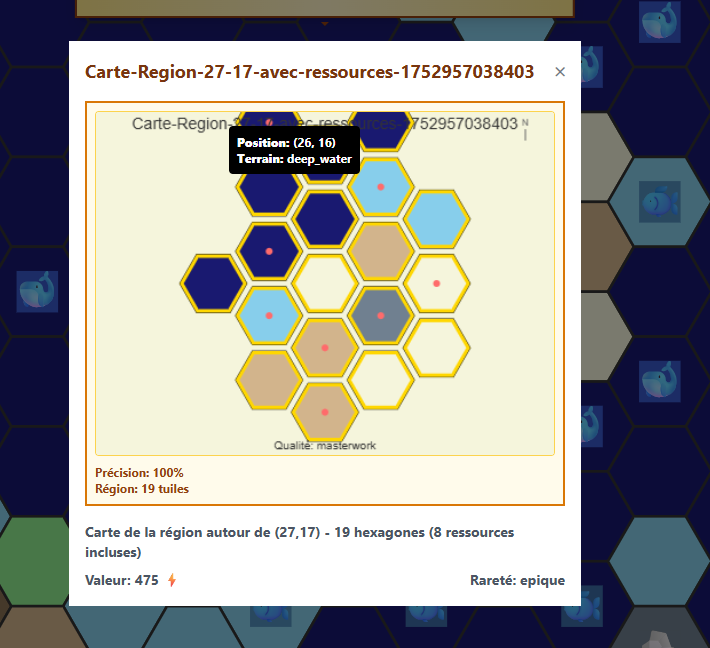 Carte-Region-27-17-avec-ressources-1752957038403
×
Carte-Region-27-17-avec-ressources-1752957038403
N
Position: (26, 16)
Terrain: deep_water
Qualité: masterwork
Précision: 100%
Région: 19 tuiles
Carte de la région autour de (27,17) - 19 hexagones (8 ressources
incluses)
Valeur: 475 ⚡
Rareté: epique